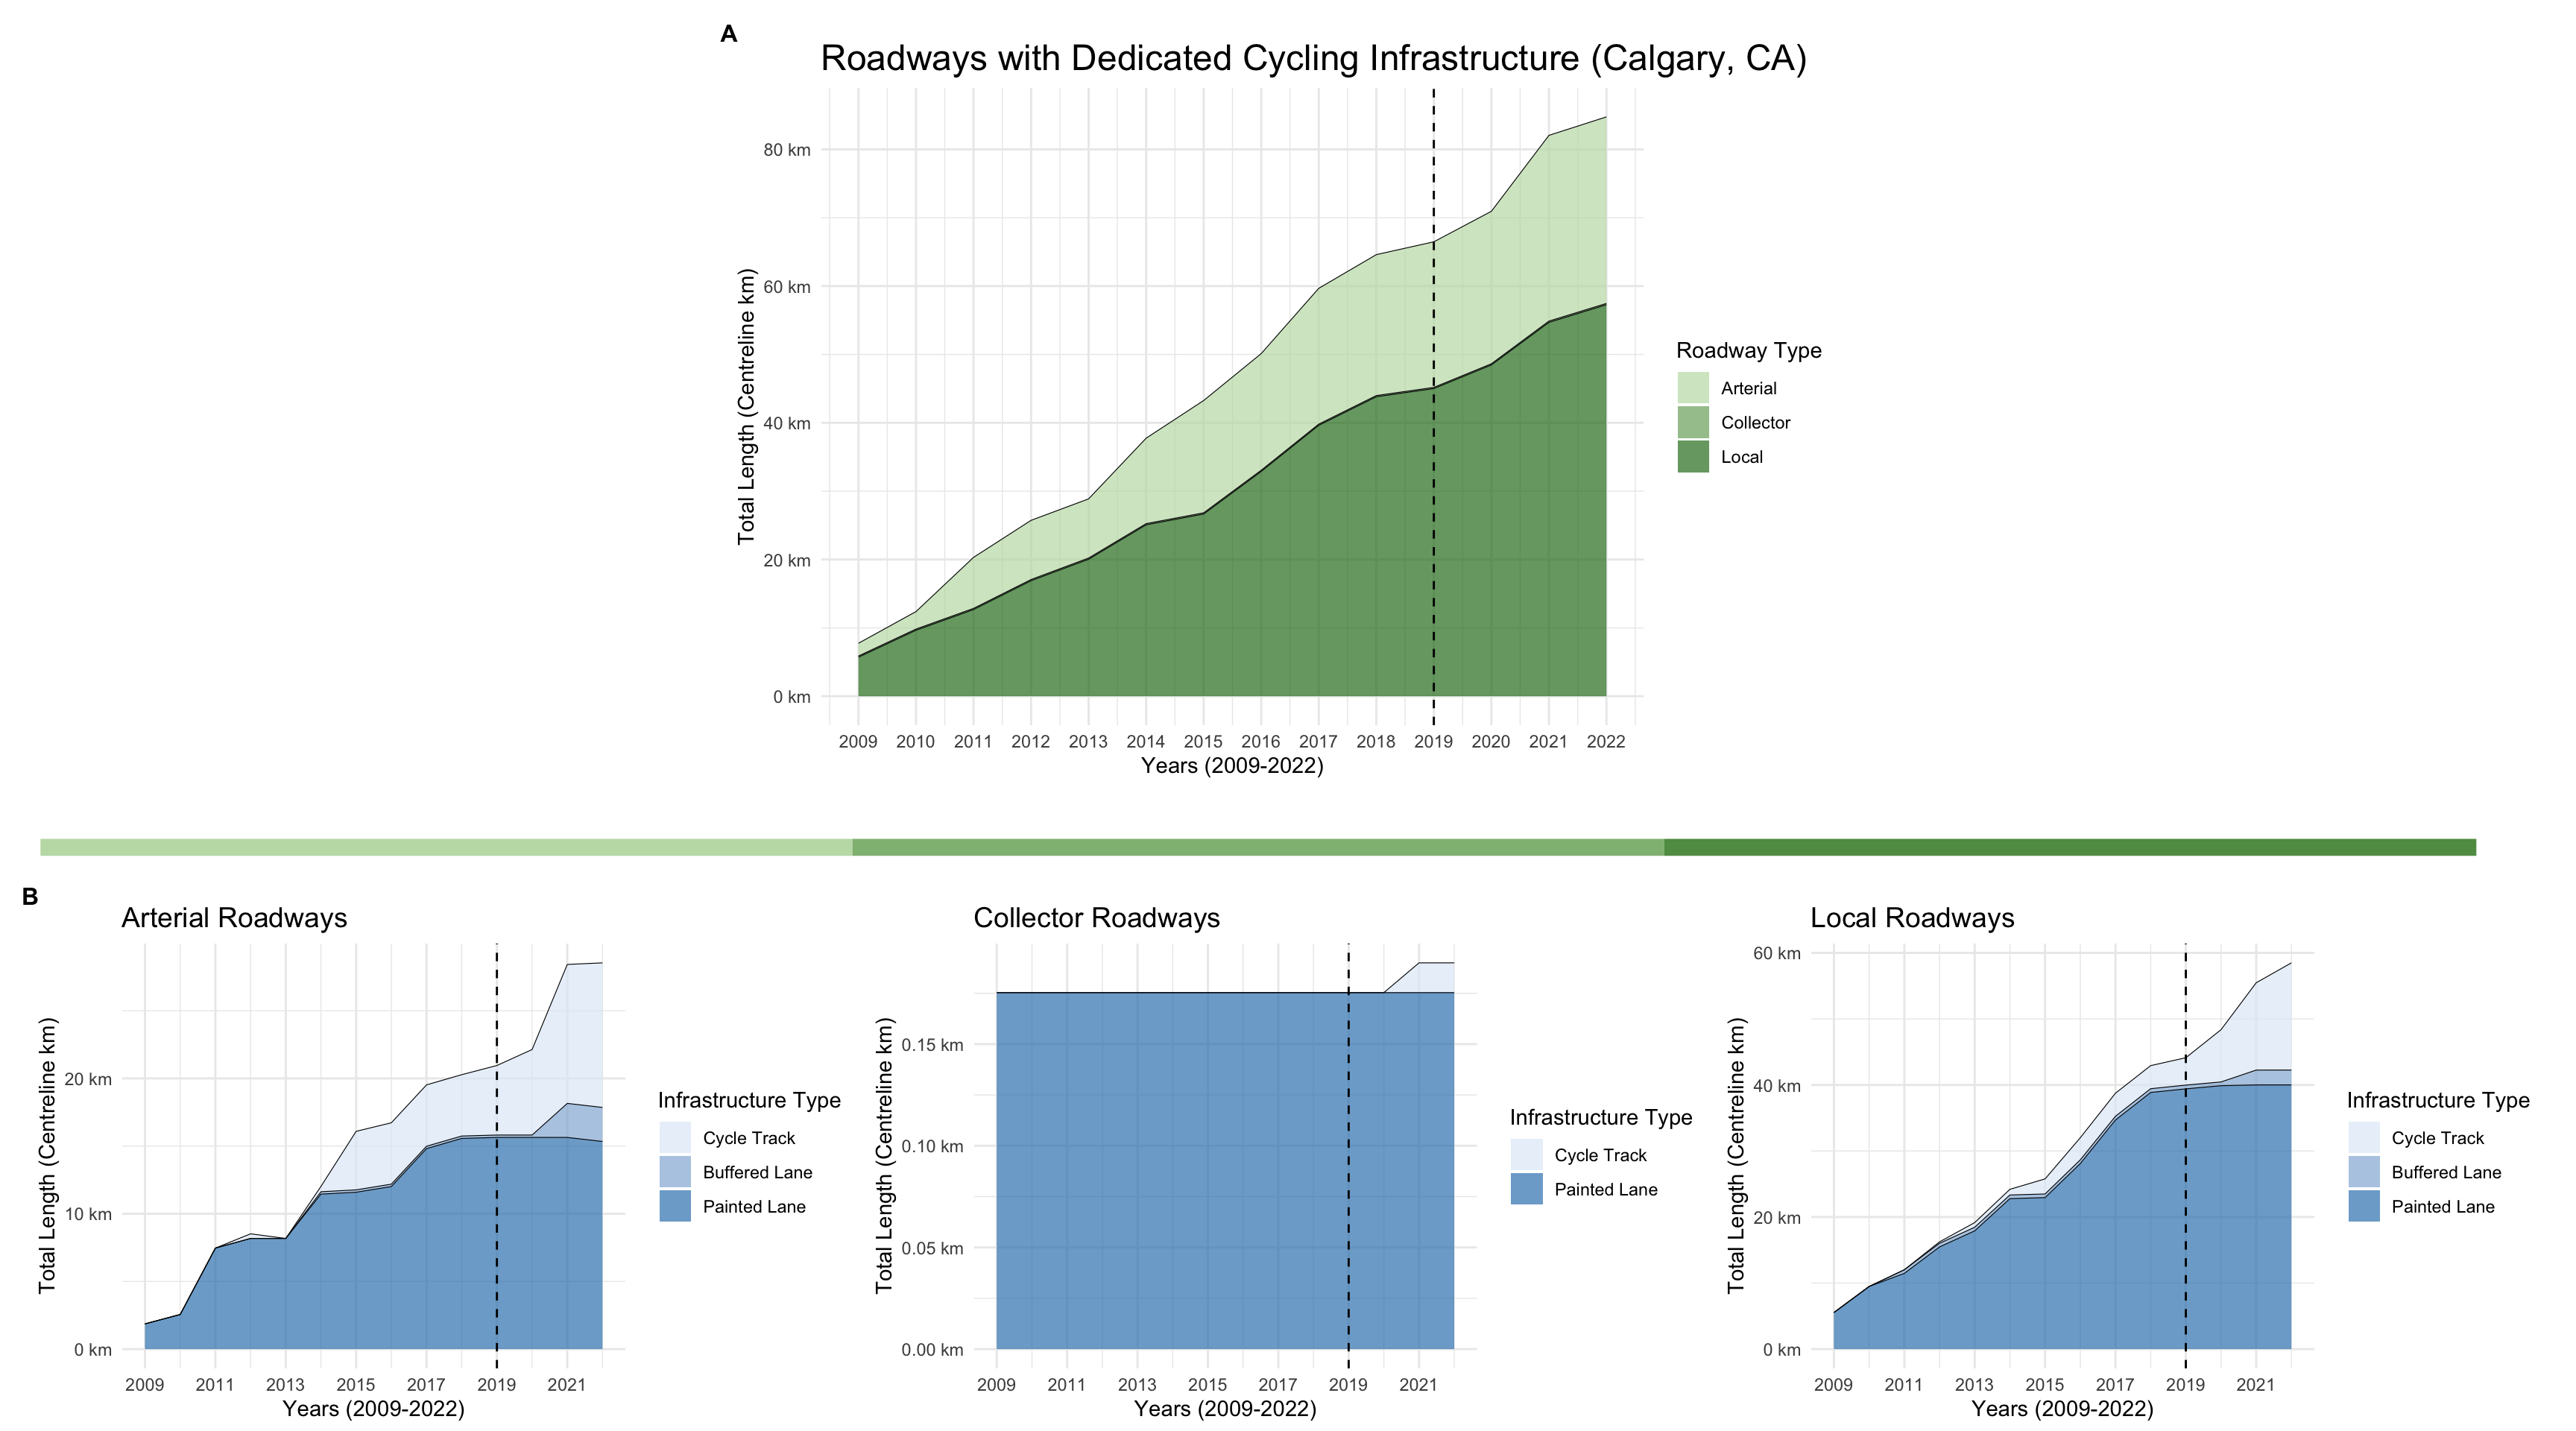 A
Roadways with Dedicated Cycling Infrastructure (Calgary, CA)
Total Length (Centreline km)
80 km
60 km
40 km
20 km
0 km
2009 2010 2011 2012 2013 2014 2015 2016 2017 2018 2019 2020 2021 2022
Years (2009-2022)
Roadway Type
Arterial
Collector
Local
B
Arterial Roadways
Total Length (Centreline km)
20 km
10 km
0 km
2009 2011 2013 2015 2017 2019 2021
Years (2009-2022)
Infrastructure Type
Cycle Track
Buffered Lane
Painted Lane
Collector Roadways
Total Length (Centreline km)
0.15 km
0.10 km
0.05 km
0.00 km
2009 2011 2013 2015 2017 2019 2021
Years (2009-2022)
Infrastructure Type
Cycle Track
Painted Lane
Local Roadways
Total Length (Centreline km)
60 km
40 km
20 km
0 km
2009 2011 2013 2015 2017 2019 2021
Years (2009-2022)
Infrastructure Type
Cycle Track
Buffered Lane
Painted Lane